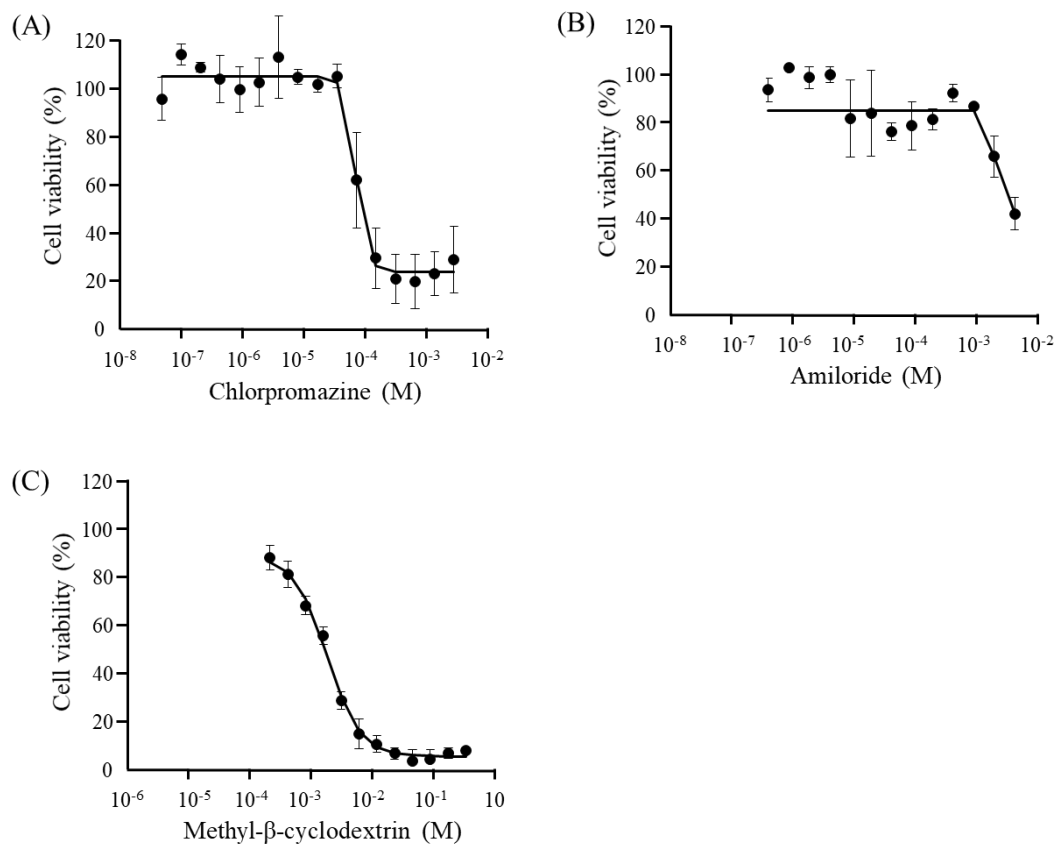 (A)
120
100
80
60
40
20
0
Cell viability (%)
10-8 10-7 10-6 10-5 10-4 10-3 10-2
Chlorpromazine (M)
(B)
120
100
80
60
40
20
0
Cell viability (%)
10-8 10-7 10-6 10-5 10-4 10-3 10-2
Amiloride (M)
(C)
120
100
80
60
40
20
0
Cell viability (%)
10-6 10-5 10-4 10-3 10-2 10-1 10
Methyl-β-cyclodextrin (M)